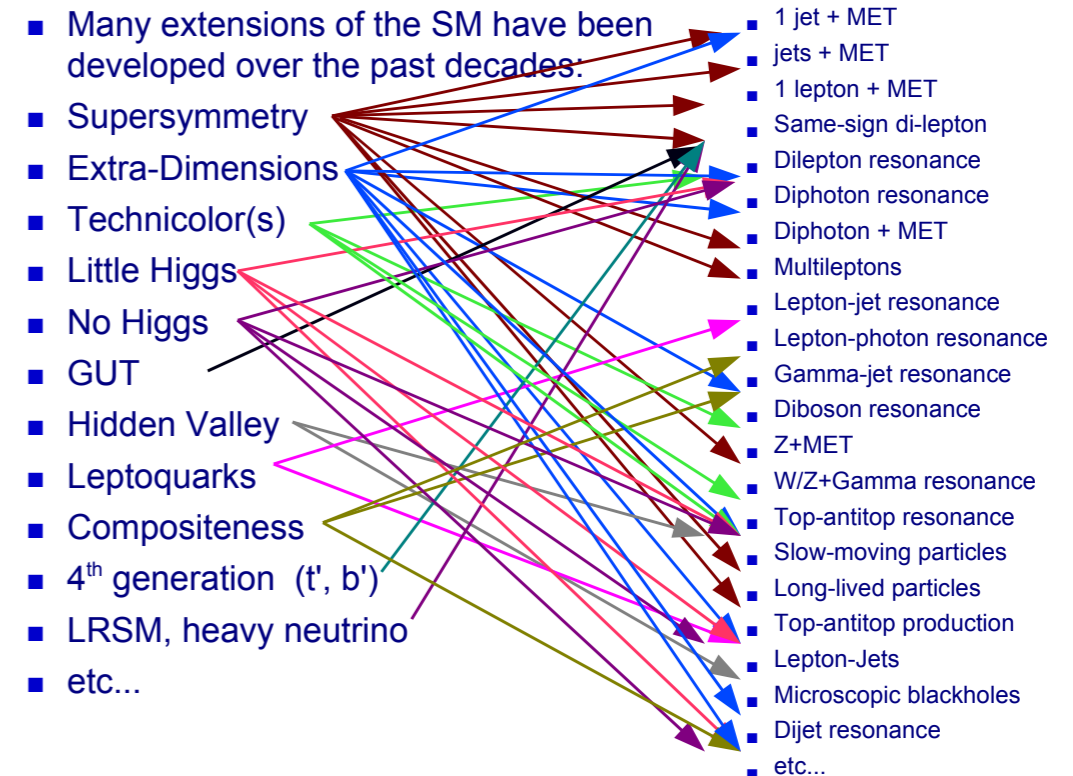 Many extensions of the SM have been
developed over the past decades:
Supersymmetry
Extra-Dimensions
Technicolor(s)
Little Higgs
No Higgs
GUT
Hidden Valley
Leptoquarks
Compositeness
4th generation (t', b')
LRSM, heavy neutrino
etc...
1 jet + MET
jets + MET
1 lepton + MET
Same-sign di-lepton
Dilepton resonance
Diphoton resonance
Diphoton + MET
Multileptons
Lepton-jet resonance
Lepton-photon resonance
Gamma-jet resonance
Diboson resonance
Z+MET
W/Z+Gamma resonance
Top-antitop resonance
Slow-moving particles
Long-lived particles
Top-antitop production
Lepton-Jets
Microscopic blackholes
Dijet resonance
etc...